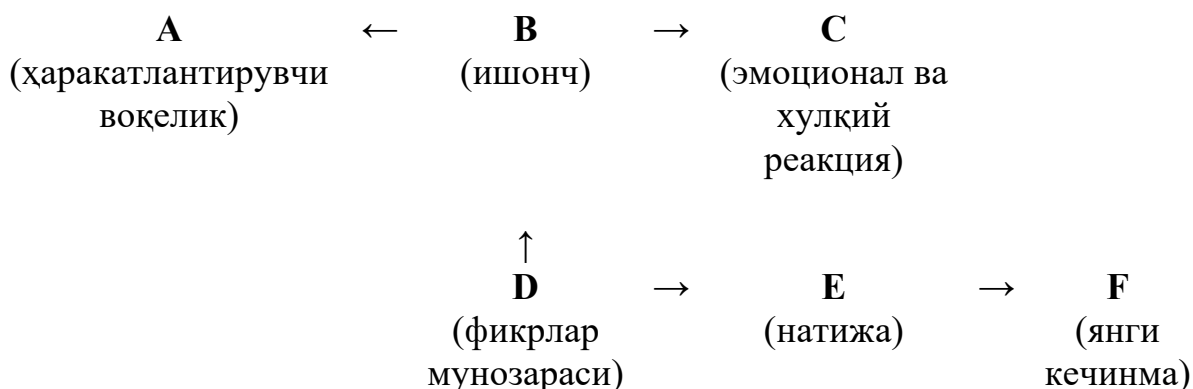 A ← B → C
(ҳаракатлантирувчи (ишонч) (эмоционал ва
воқелик) хулқий
реакция)
↑
D → E → F
(фикрлар (натижа) (янги
мунозараси) кечинма)